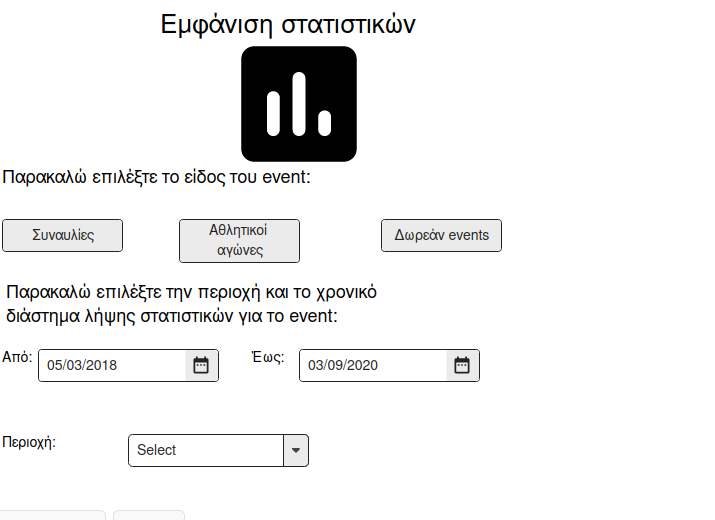 Εμφάνιση στατιστικών
Παρακαλώ επιλέξτε το είδος του event:
Συναυλίες
Αθλητικοί
αγώνες
Δωρεάν events
Παρακαλώ επιλέξτε την περιοχή και το χρονικό
διάστημα λήψης στατιστικών για το event:
Από: 05/03/2018 Έως: 03/09/2020
Περιοχή: Select